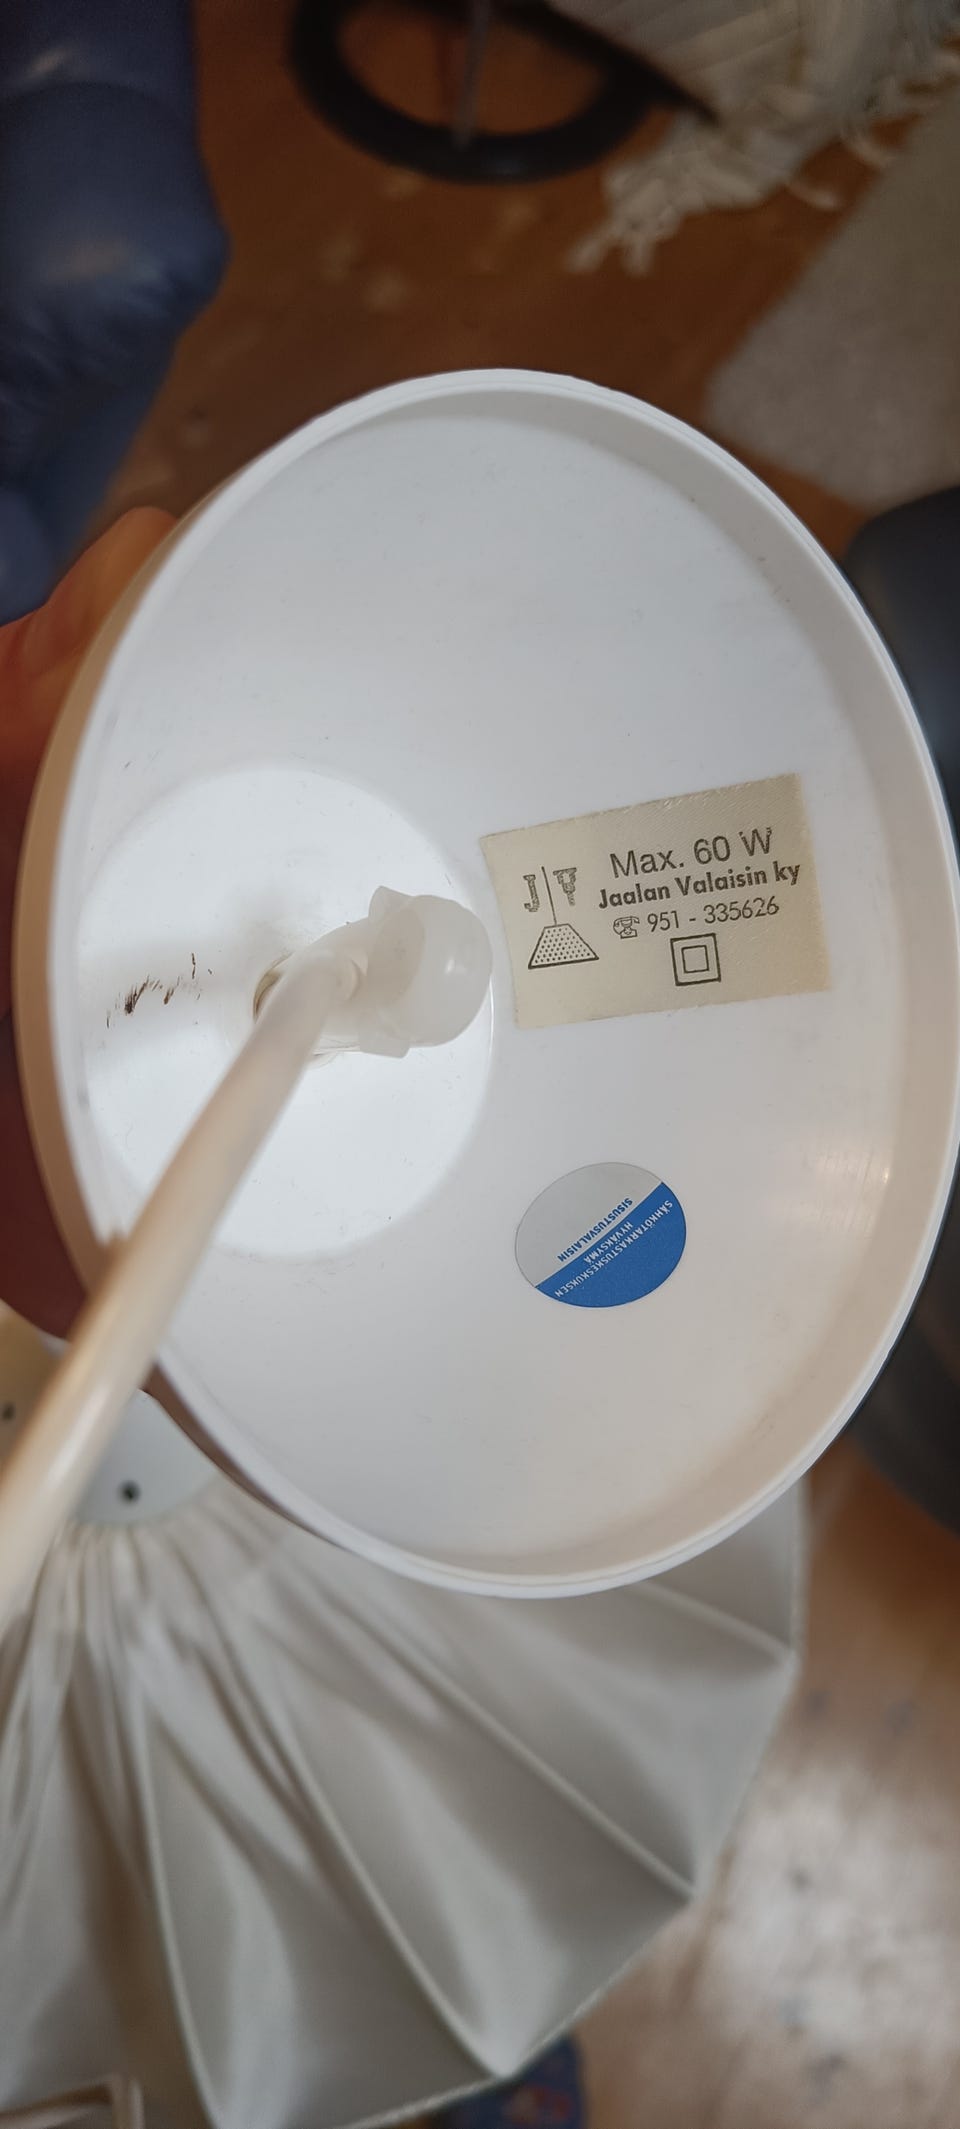 Max. 60 W
J V
Jaalan Valaisin ky
951 - 335626
SISUSTUSVALAISIN
HYVÄKSYMÄ
SÄHKÖTARKASTUSKESKUKSEN